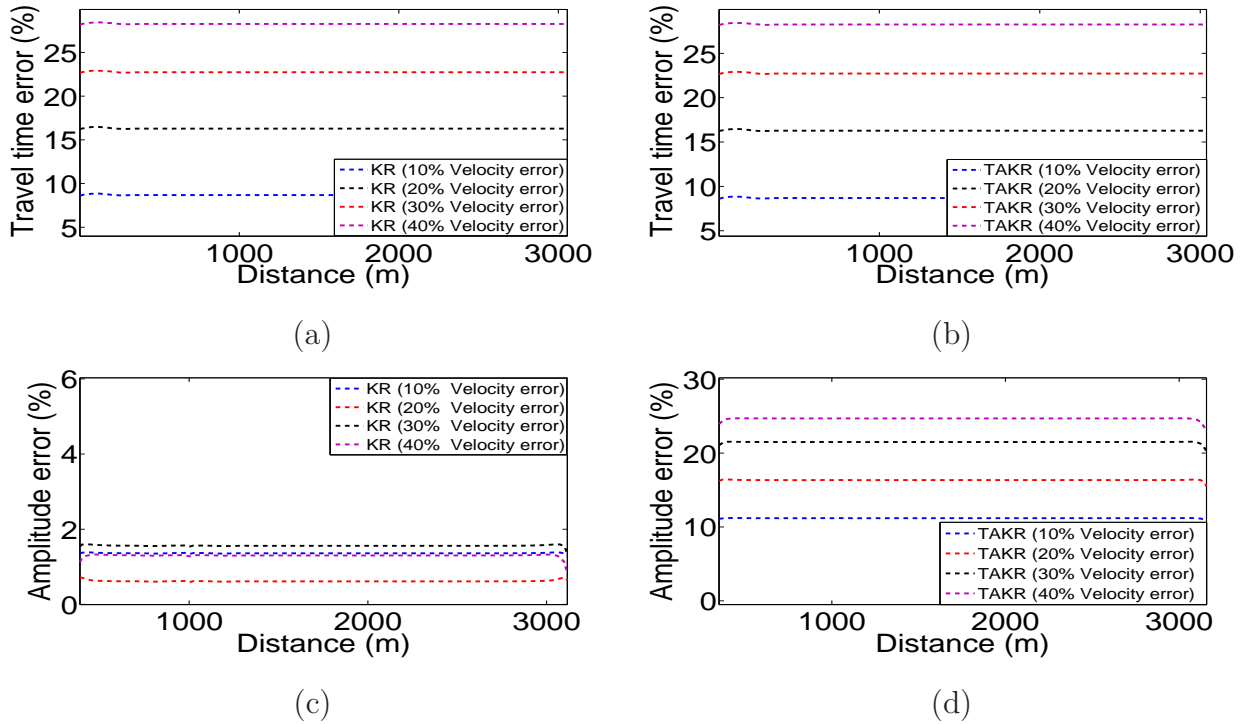 Travel time error (%)
25
20
15
10
5
KR (10% Velocity error)
KR (20% Velocity error)
KR (30% Velocity error)
KR (40% Velocity error)
1000 2000 3000
Distance (m)
(a)
Travel time error (%)
25
20
15
10
5
TAKR (10% Velocity error)
TAKR (20% Velocity error)
TAKR (30% Velocity error)
TAKR (40% Velocity error)
1000 2000 3000
Distance (m)
(b)
Amplitude error (%)
6
4
2
0
KR (10%  Velocity error)
KR (20%  Velocity error)
KR (30%  Velocity error)
KR (40%  Velocity error)
1000 2000 3000
Distance (m)
(c)
Amplitude error (%)
30
20
10
0
TAKR (10% Velocity error)
TAKR (20% Velocity error)
TAKR (30% Velocity error)
TAKR (40% Velocity error)
1000 2000 3000
Distance (m)
(d)